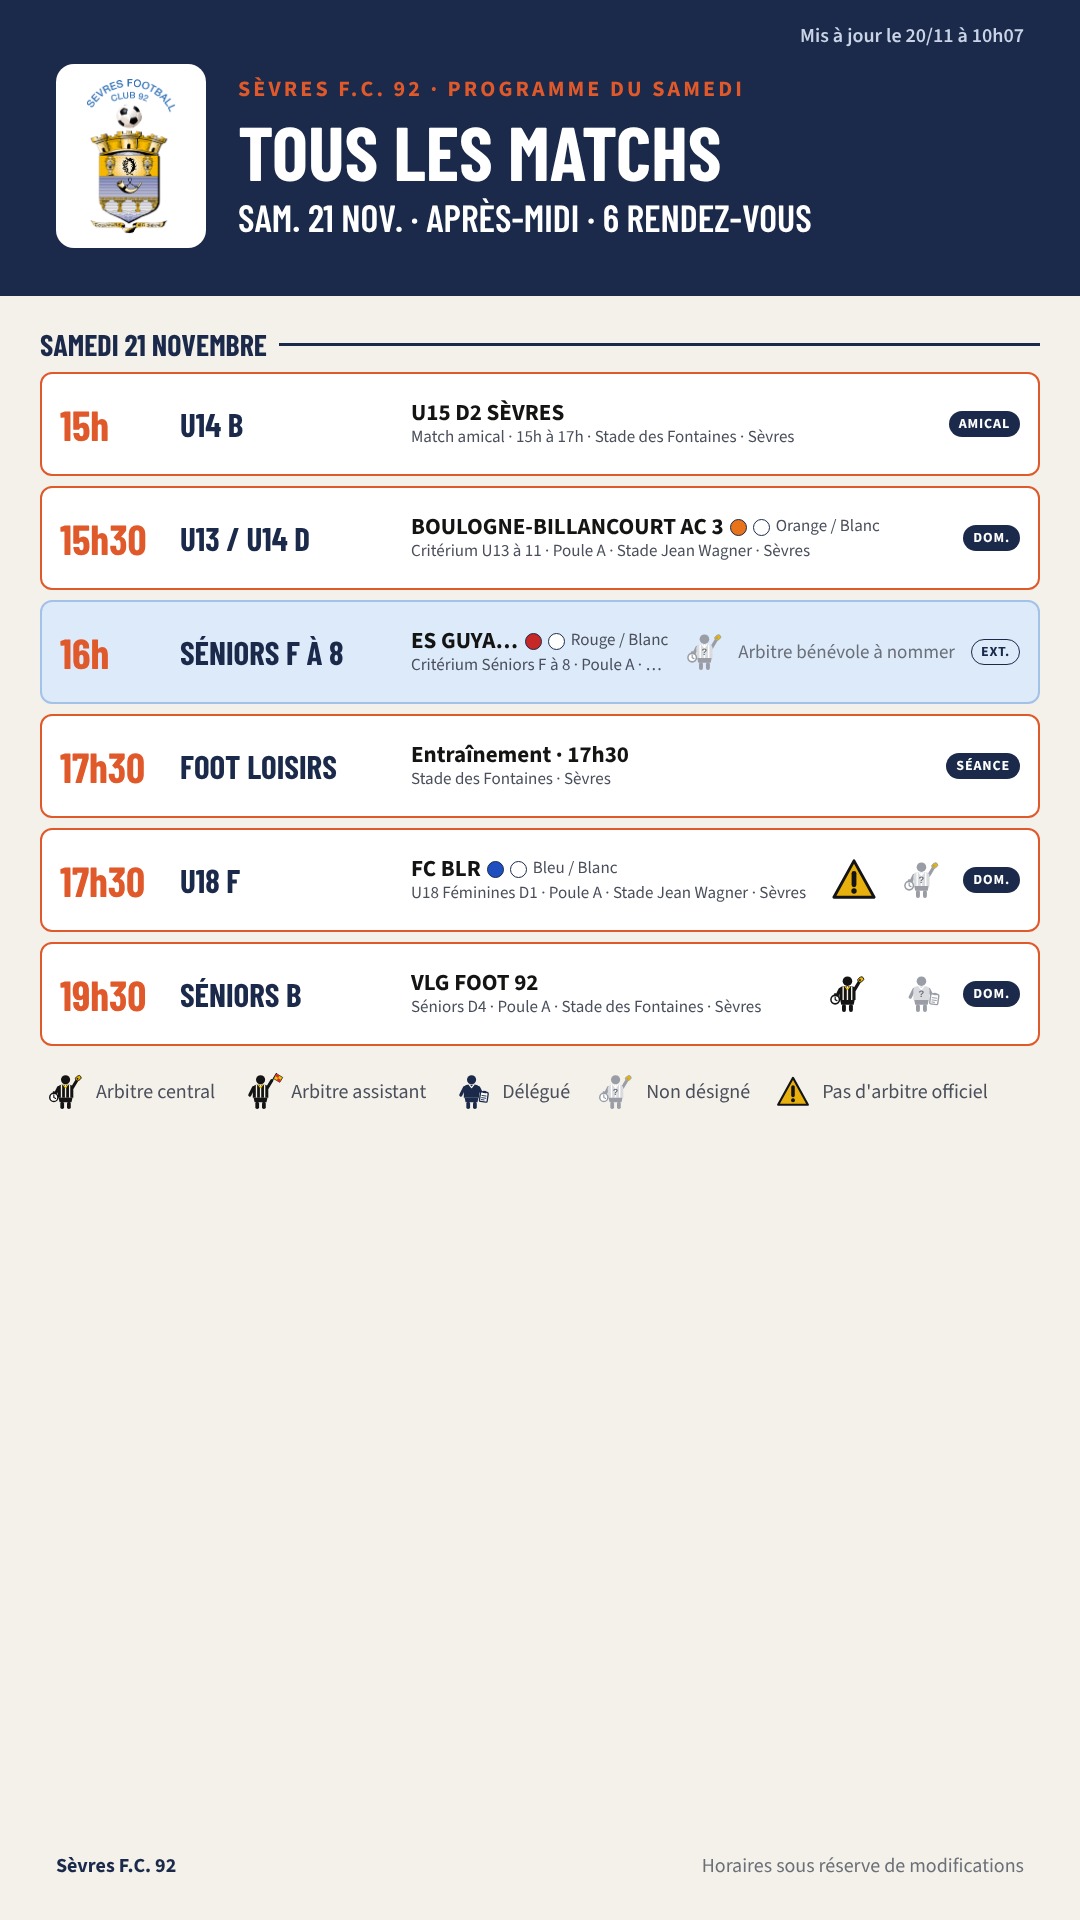 Mis à jour le 20/11 à 10h07
SEVRES FOOTBALL
CLUB 92
SÈVRES F.C. 92 · PROGRAMME DU SAMEDI
TOUS LES MATCHS
SAM. 21 NOV. · APRÈS-MIDI · 6 RENDEZ-VOUS
SAMEDI 21 NOVEMBRE
15h U14 B U15 D2 SÈVRES AMICAL
Match amical · 15h à 17h · Stade des Fontaines · Sèvres
15h30 U13 / U14 D BOULOGNE-BILLANCOURT AC 3 Orange / Blanc DOM.
Critérium U13 à 11 · Poule A · Stade Jean Wagner · Sèvres
16h SÉNIORS F À 8 ES GUYA… Rouge / Blanc ? Arbitre bénévole à nommer EXT.
Critérium Séniors F à 8 · Poule A · …
17h30 FOOT LOISIRS Entraînement · 17h30 SÉANCE
Stade des Fontaines · Sèvres
17h30 U18 F FC BLR Bleu / Blanc ! ? DOM.
U18 Féminines D1 · Poule A · Stade Jean Wagner · Sèvres
19h30 SÉNIORS B VLG FOOT 92 ? DOM.
Séniors D4 · Poule A · Stade des Fontaines · Sèvres
Arbitre central Arbitre assistant Délégué ? Non désigné ! Pas d'arbitre officiel
Sèvres F.C. 92 Horaires sous réserve de modifications